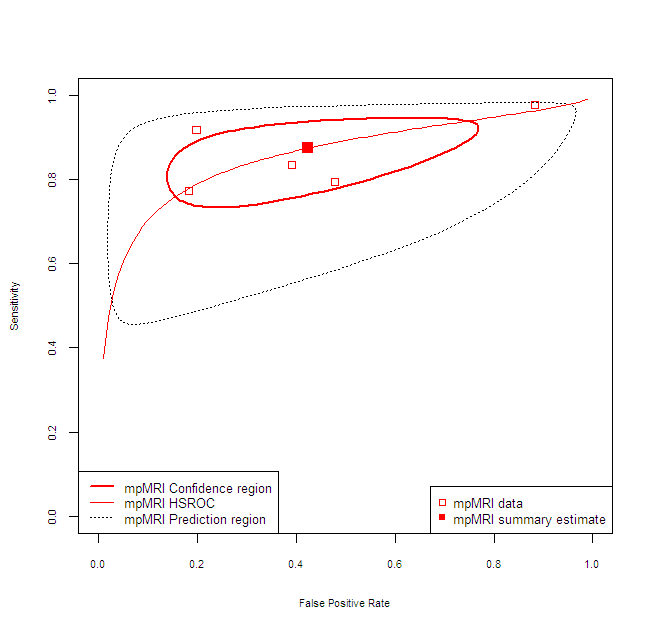 1.0
0.8
0.6
0.4
0.2
0.0
Sensitivity
mpMRI Confidence region
mpMRI HSROC
mpMRI Prediction region
mpMRI data
mpMRI summary estimate
0.0 0.2 0.4 0.6 0.8 1.0
False Positive Rate